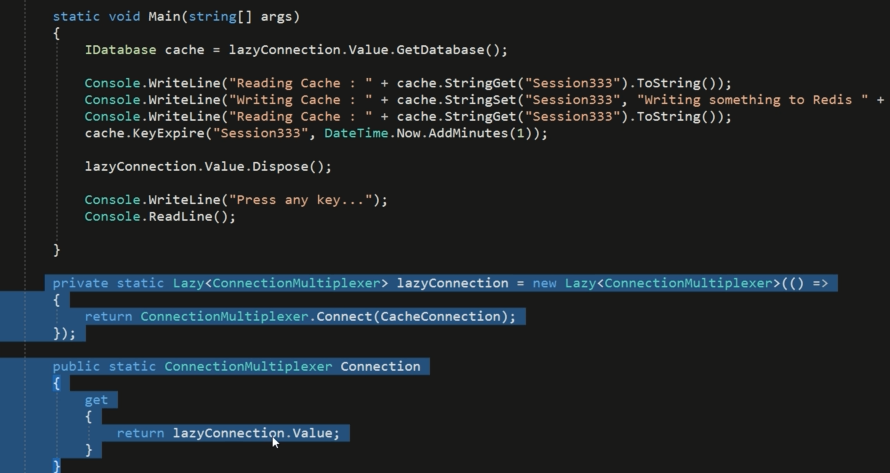 static void Main(string[] args)
{
IDatabase cache = lazyConnection.Value.GetDatabase();
Console.WriteLine("Reading Cache : " + cache.StringGet("Session333").ToString());
Console.WriteLine("Writing Cache : " + cache.StringSet("Session333", "Writing something to Redis " +
Console.WriteLine("Reading Cache : " + cache.StringGet("Session333").ToString());
cache.KeyExpire("Session333", DateTime.Now.AddMinutes(1));
lazyConnection.Value.Dispose();
Console.WriteLine("Press any key...");
Console.ReadLine();
}
private static Lazy<ConnectionMultiplexer> lazyConnection = new Lazy<ConnectionMultiplexer>(() =>
{
return ConnectionMultiplexer.Connect(CacheConnection);
});
public static ConnectionMultiplexer Connection
{
get
{
return lazyConnection.Value;
}
}